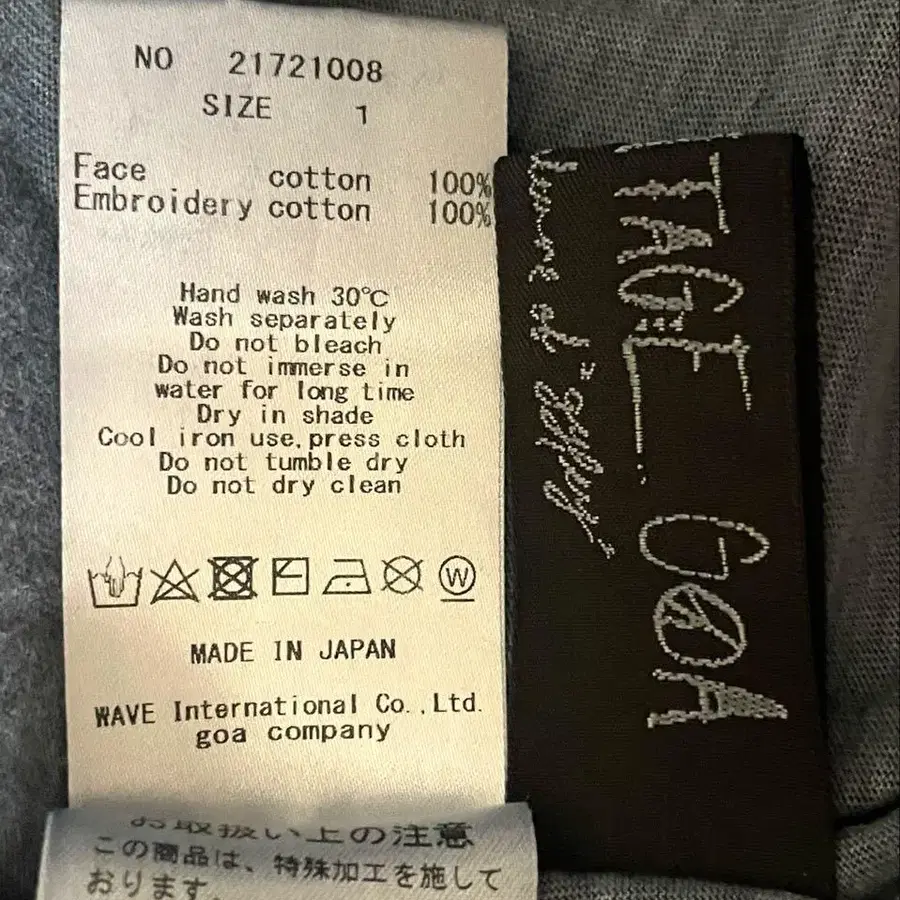 NO 21721008
SIZE 1
Face cotton 100%
Embroidery cotton 100%
Hand wash 30℃
Wash separately
Do not bleach
Do not immerse in
water for long time
Dry in shade
Cool iron use,press cloth
Do not tumble dry
Do not dry clean
W
MADE IN JAPAN
WAVE International Co.,Ltd.
goa company
お取扱い上の注意
この商品は、特殊加工を施して
おります。
TAGE GOA